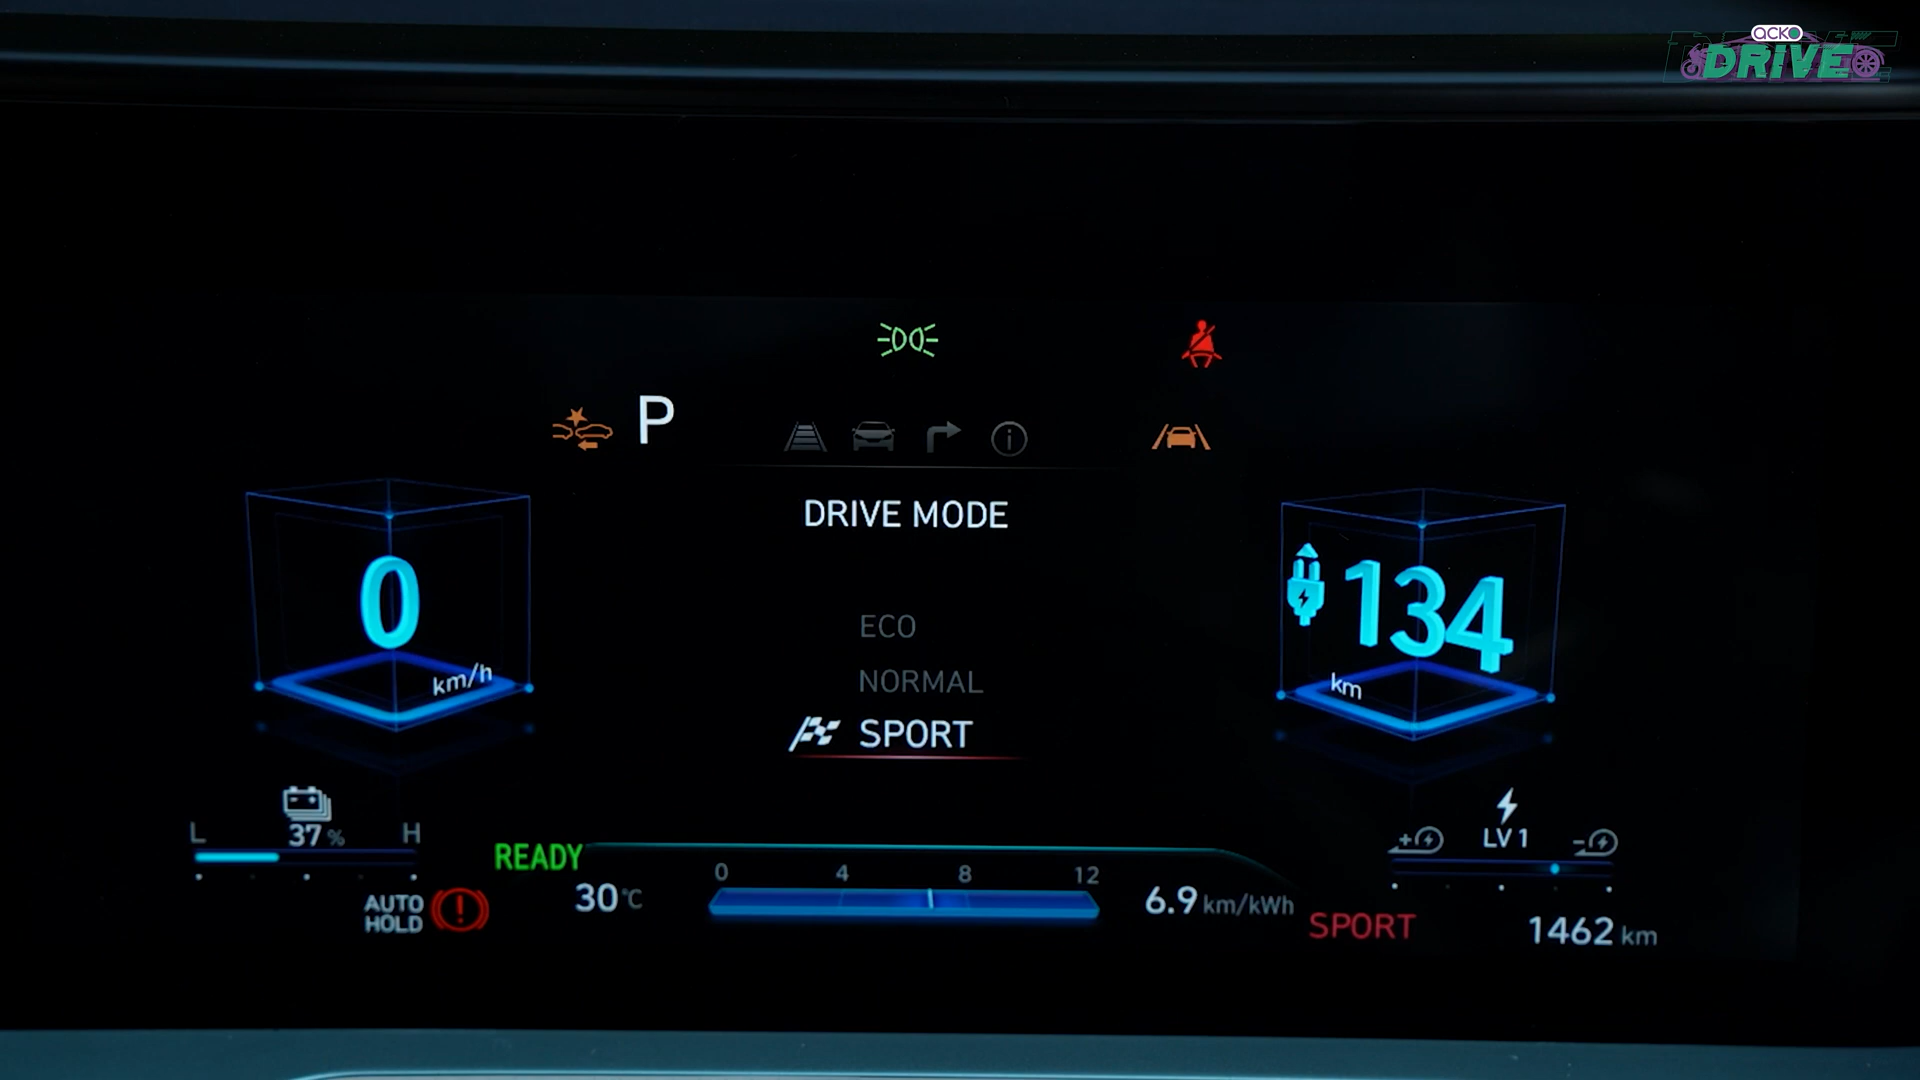 acko
DRIVE
P
DRIVE MODE
ECO
NORMAL
SPORT
0
km/h
134
km
L
37 %
H
READY
AUTO
HOLD
30°C
0 4 8 12
6.9 km/kWh
LV 1
SPORT
1462 km